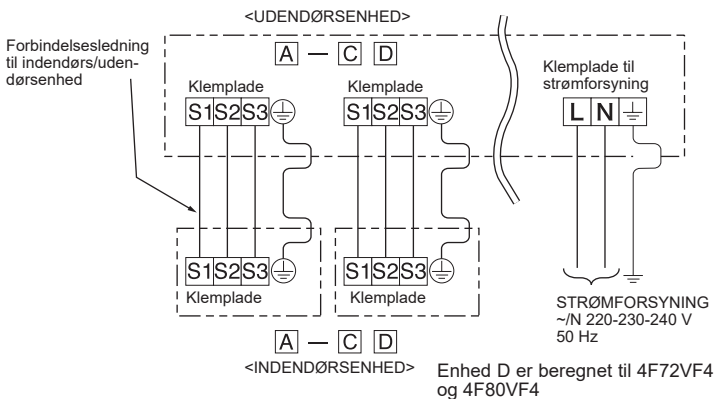 <UDENDØRSENHED>
Forbindelsesledning
til indendørs/uden-
dørsenhed
A — C D
Klemplade
Klemplade
Klemplade til
strømforsyning
S1 S2 S3
S1 S2 S3
L N
S1 S2 S3
S1 S2 S3
Klemplade
Klemplade
STRØMFORSYNING
~/N 220-230-240 V
50 Hz
A — C D
<INDENDØRSENHED>
Enhed D er beregnet til 4F72VF4
og 4F80VF4